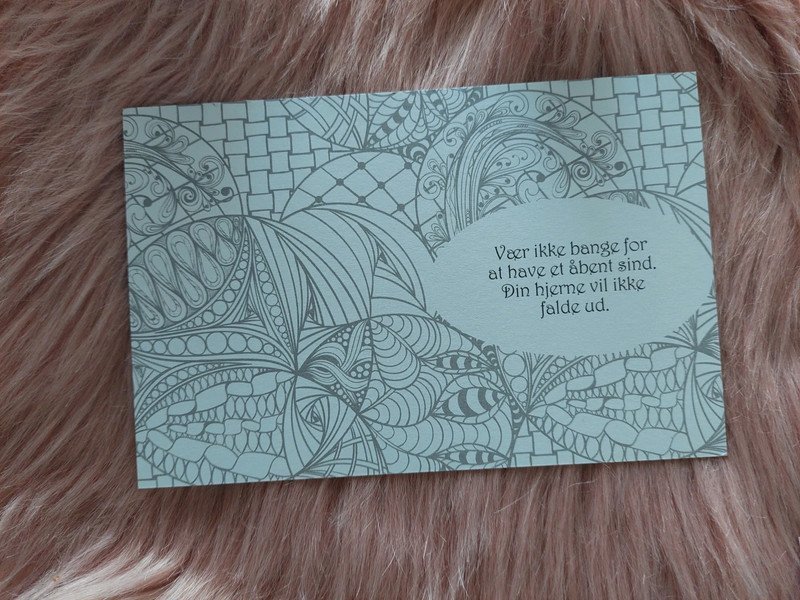 Vær ikke bange for
at have et åbent sind.
Din hjerne vil ikke
falde ud.